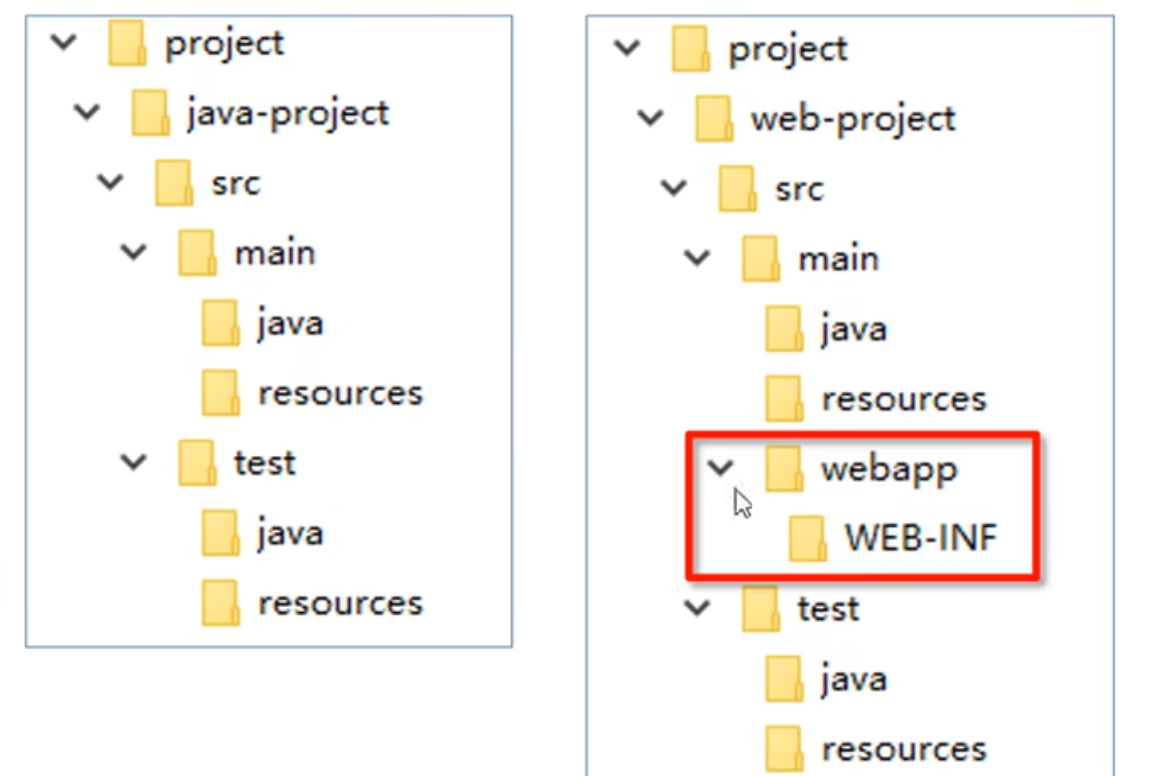 project
java-project
src
main
java
resources
test
java
resources
project
web-project
src
main
java
resources
webapp
WEB-INF
test
java
resources